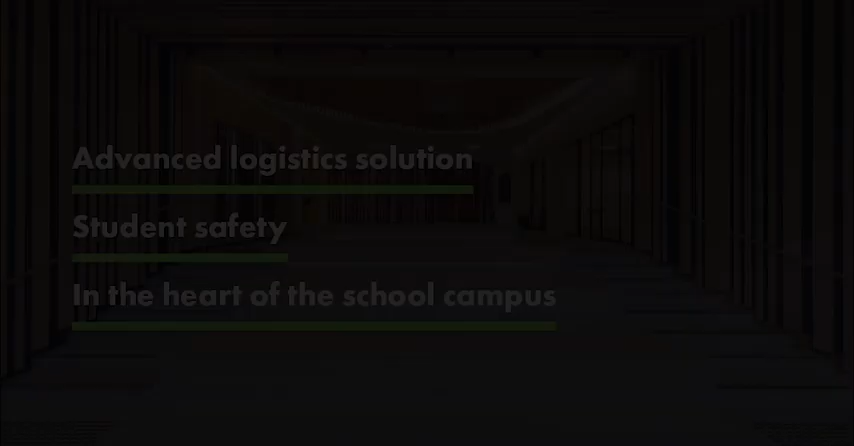 Advanced logistics solution
Student safety
In the heart of the school campus